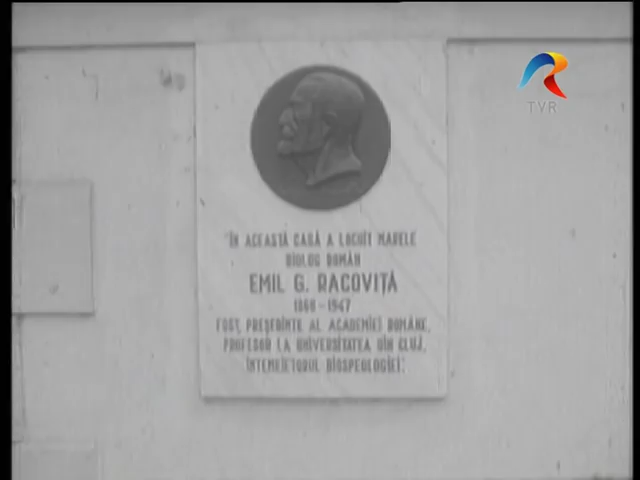 TVR
ÎN ACEASTĂ CASĂ A LOCUIT MARELE
BIOLOG ROMÂN
EMIL G. RACOVIȚĂ
1868-1947
FOST PREȘEDINTE AL ACADEMIEI ROMÂNE,
PROFESOR LA UNIVERSITATEA DIN CLUJ,
ÎNTEMEIETORUL BIOSPEOLOGIEI.